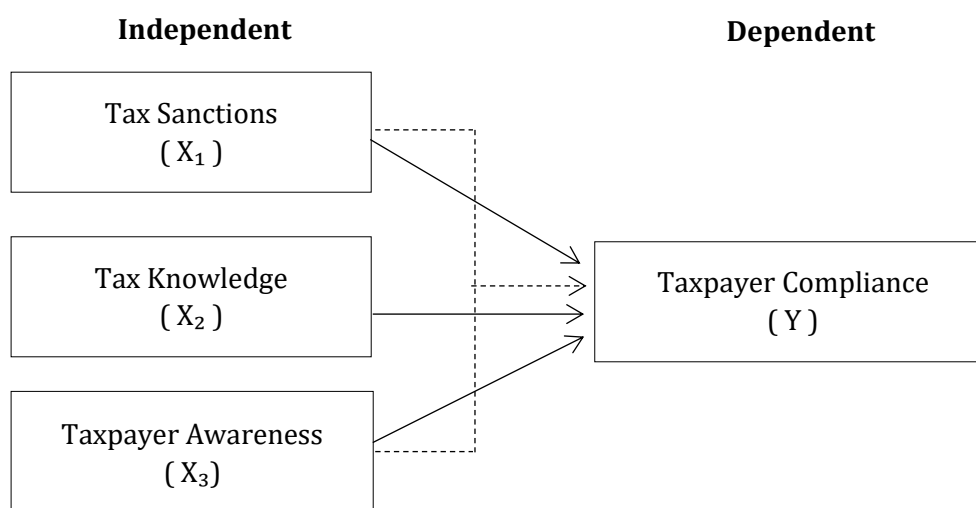 Independent
Dependent
Tax Sanctions
( X₁ )
Tax Knowledge
( X₂ )
Taxpayer Compliance
( Y )
Taxpayer Awareness
( X₃)